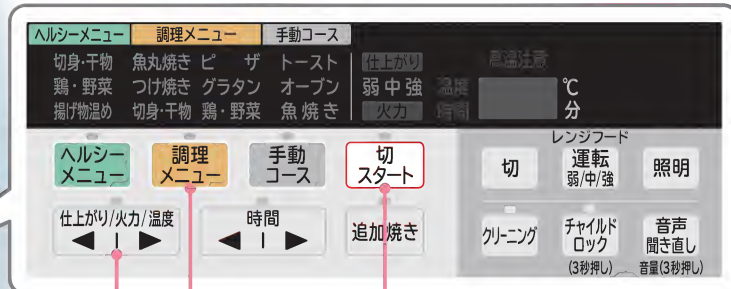 ヘルシーメニュー 調理メニュー 手動コース
切身・干物 魚丸焼き ピザ トースト 仕上がり 高温注意
鶏・野菜 つけ焼き グラタン オーブン 弱 中 強 温度 ℃
揚げ物温め 切身・干物 鶏・野菜 魚焼き 火力 時間 分
レンジフード
ヘルシー
メニュー
調理
メニュー
手動
コース
切
スタート
切
運転
弱/中/強
照明
仕上がり/火力/温度
時間
追加焼き
クリーニング
チャイルド
ロック
(3秒押し)
音声
聞き直し
音量(3秒押し)